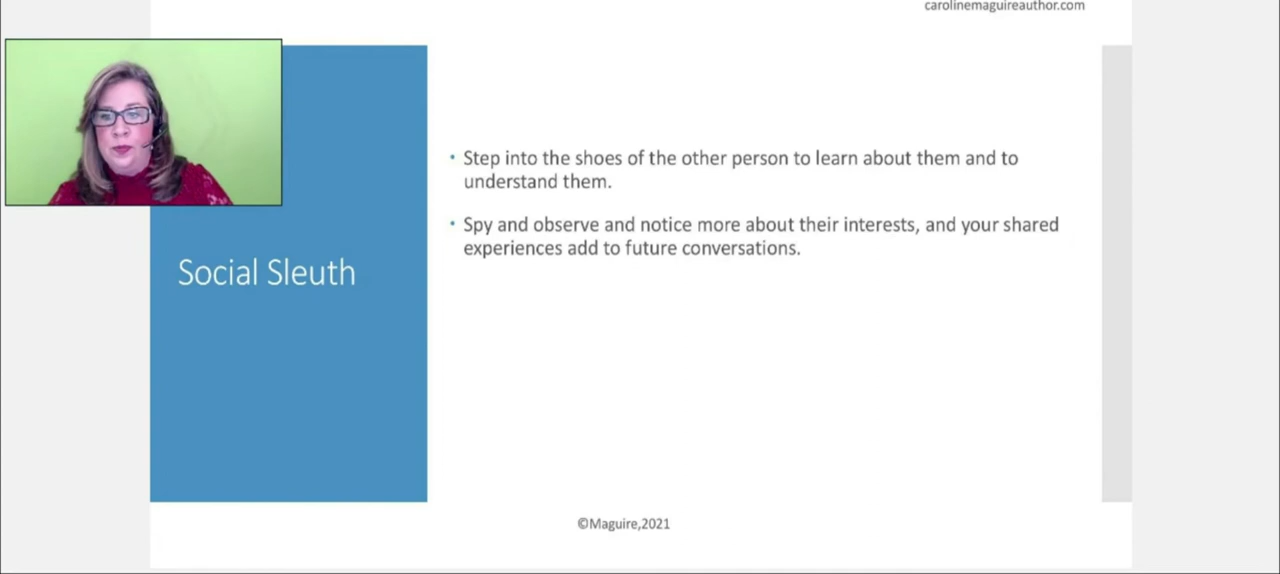 carolinemaguireauthor.com
Social Sleuth
• Step into the shoes of the other person to learn about them and to
understand them.
• Spy and observe and notice more about their interests, and your shared
experiences add to future conversations.
©Maguire,2021